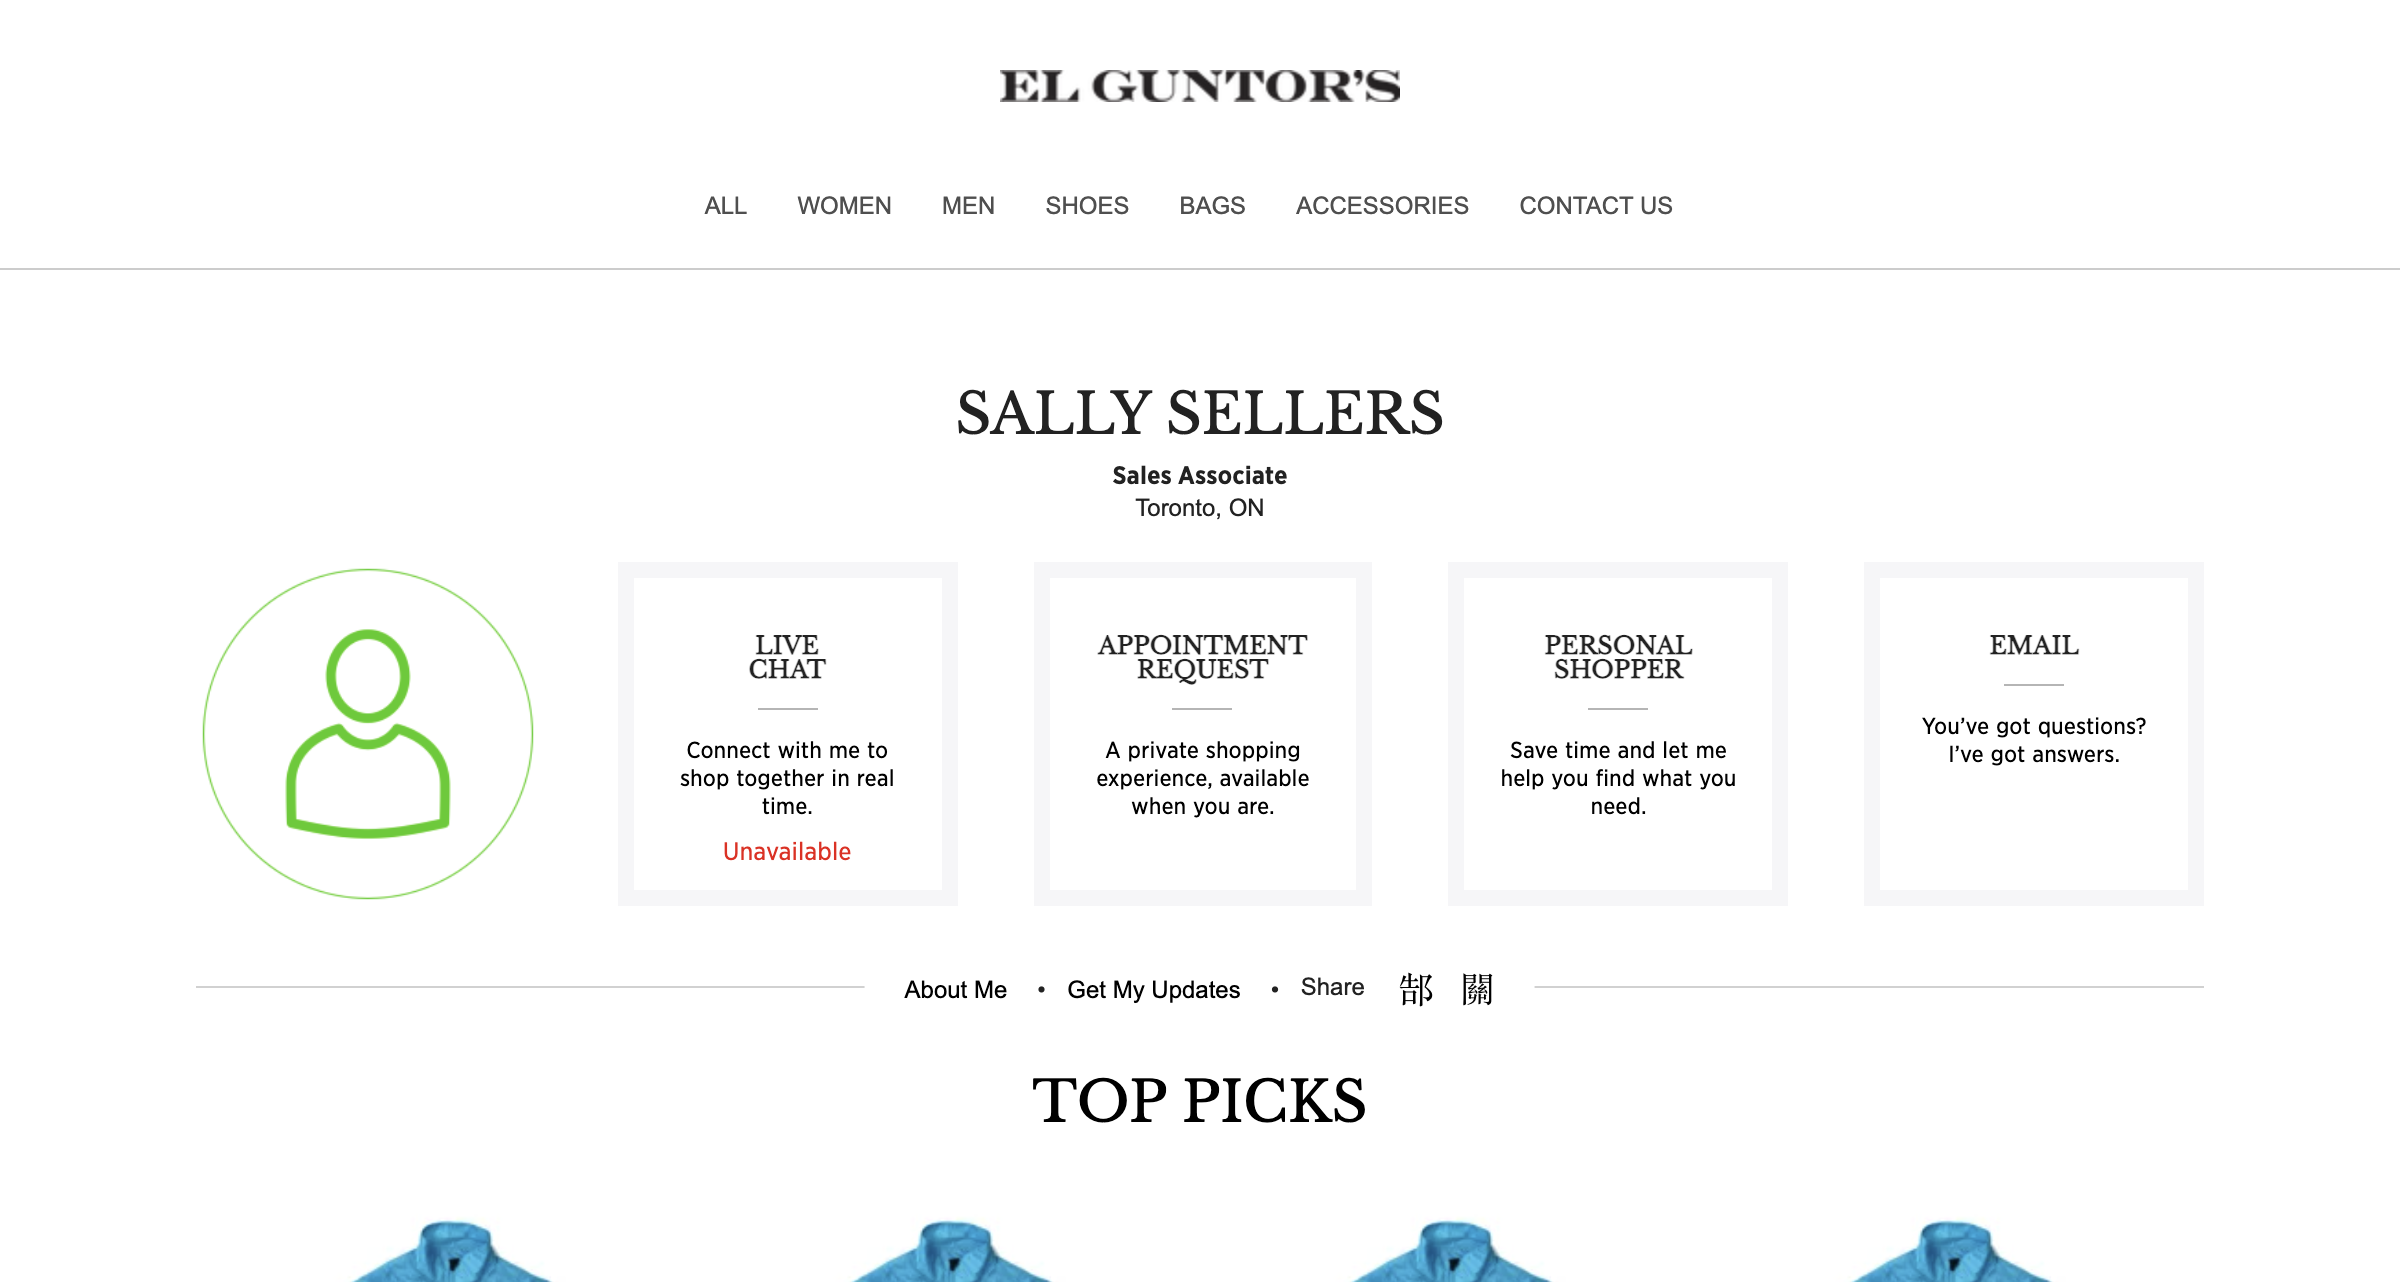 EL GUNTOR’S
ALL WOMEN MEN SHOES BAGS ACCESSORIES CONTACT US
SALLY SELLERS
Sales Associate
Toronto, ON
LIVE
CHAT
Connect with me to
shop together in real
time.
Unavailable
APPOINTMENT
REQUEST
A private shopping
experience, available
when you are.
PERSONAL
SHOPPER
Save time and let me
help you find what you
need.
EMAIL
You’ve got questions?
I’ve got answers.
About Me • Get My Updates • Share 郜 關
TOP PICKS